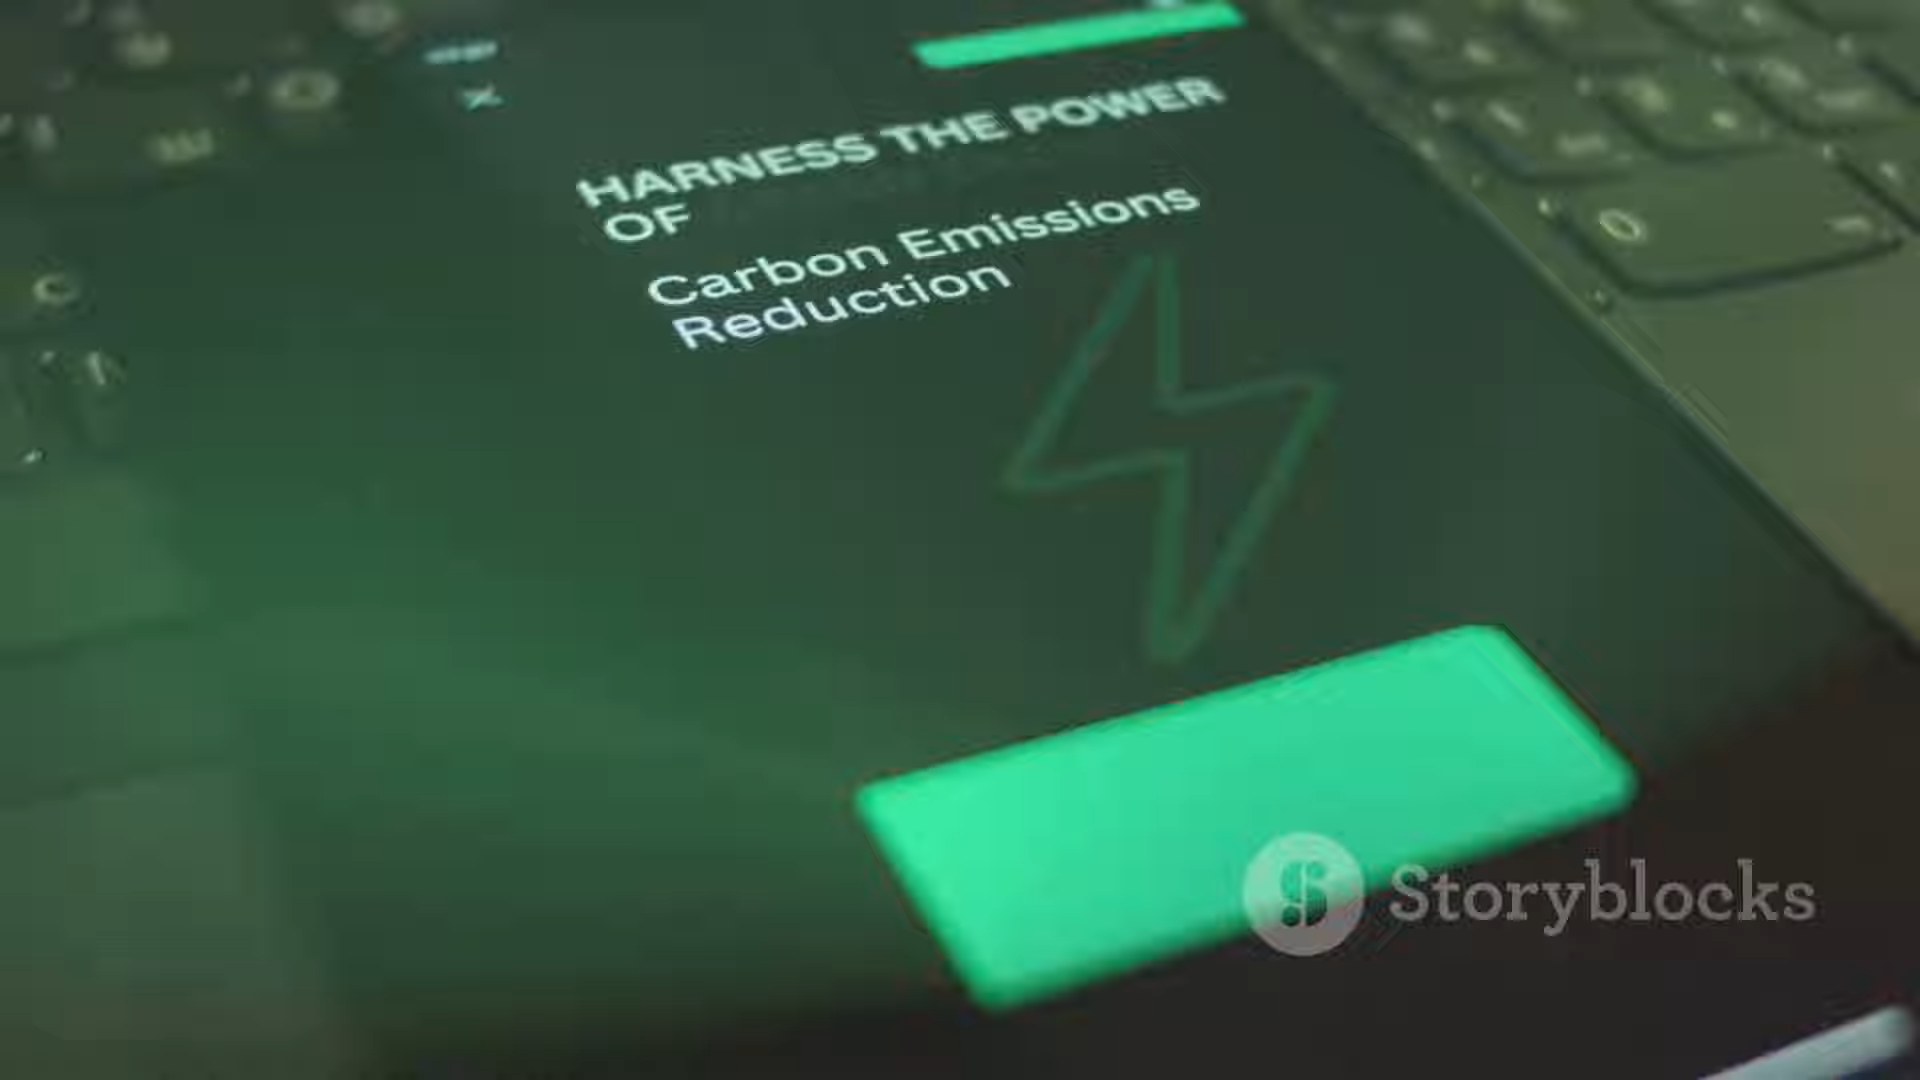 HARNESS THE POWER
OF
Carbon Emissions
Reduction
Storyblocks